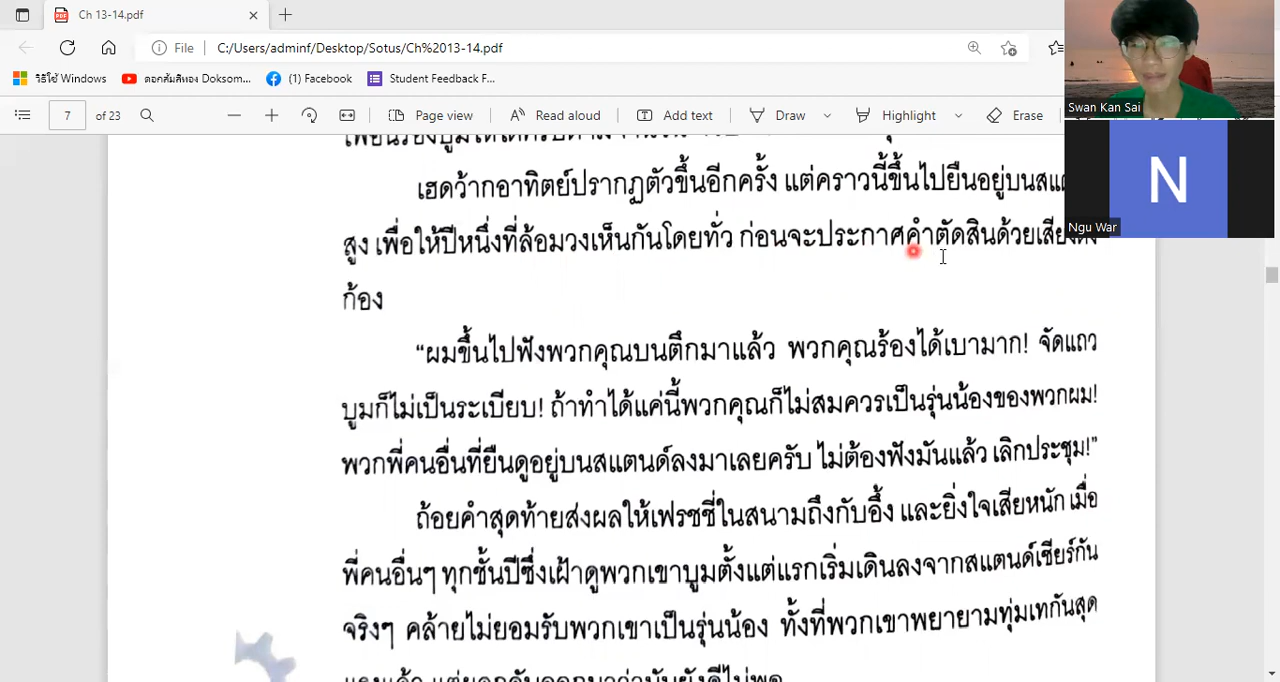 Ch 13-14.pdf
File C:/Users/adminf/Desktop/Sotus/Ch%2013-14.pdf
วิธีใช้ Windows ดอกส้มสีทอง Doksom... (1) Facebook Student Feedback F...
7 of 23 Page view Read aloud Add text Draw Highlight Erase
Swan Kan Sai
N
Ngu War
เฮดว้ากอาทิตย์ปรากฏตัวขึ้นอีกครั้ง แต่คราวนี้ขึ้นไปยืนอยู่บน
สูง เพื่อให้ปีหนึ่งที่ล้อมวงเห็นกันโดยทั่ว ก่อนจะประกาศคำตัดสินด้วยเสียง
ก้อง
“ผมขึ้นไปฟังพวกคุณบนตึกมาแล้ว พวกคุณร้องได้เบามาก! จัดแถว
บูมก็ไม่เป็นระเบียบ! ถ้าทำได้แค่นี้พวกคุณก็ไม่สมควรเป็นรุ่นน้องของพวกผม!
พวกพี่คนอื่นที่ยืนดูอยู่บนสแตนด์ลงมาเลยครับ ไม่ต้องฟังมันแล้ว เลิกประชุม!”
ถ้อยคำสุดท้ายส่งผลให้เฟรชชี่ในสนามถึงกับอึ้ง และยิ่งใจเสียหนัก เมื่อ
พี่คนอื่นๆ ทุกชั้นปีซึ่งเฝ้าดูพวกเขาบูมตั้งแต่แรกเริ่มเดินลงจากสแตนด์เชียร์กัน
จริงๆ คล้ายไม่ยอมรับพวกเขาเป็นรุ่นน้อง ทั้งที่พวกเขาพยายามทุ่มเทกันสุด